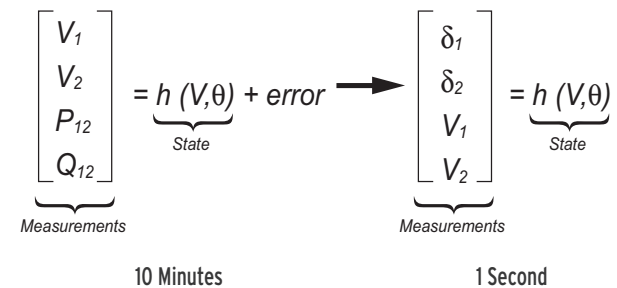 V1
V2
P12
Q12
= h (V,θ) + error
State
Measurements
10 Minutes
δ1
δ2
V1
V2
= h (V,θ)
State
Measurements
1 Second